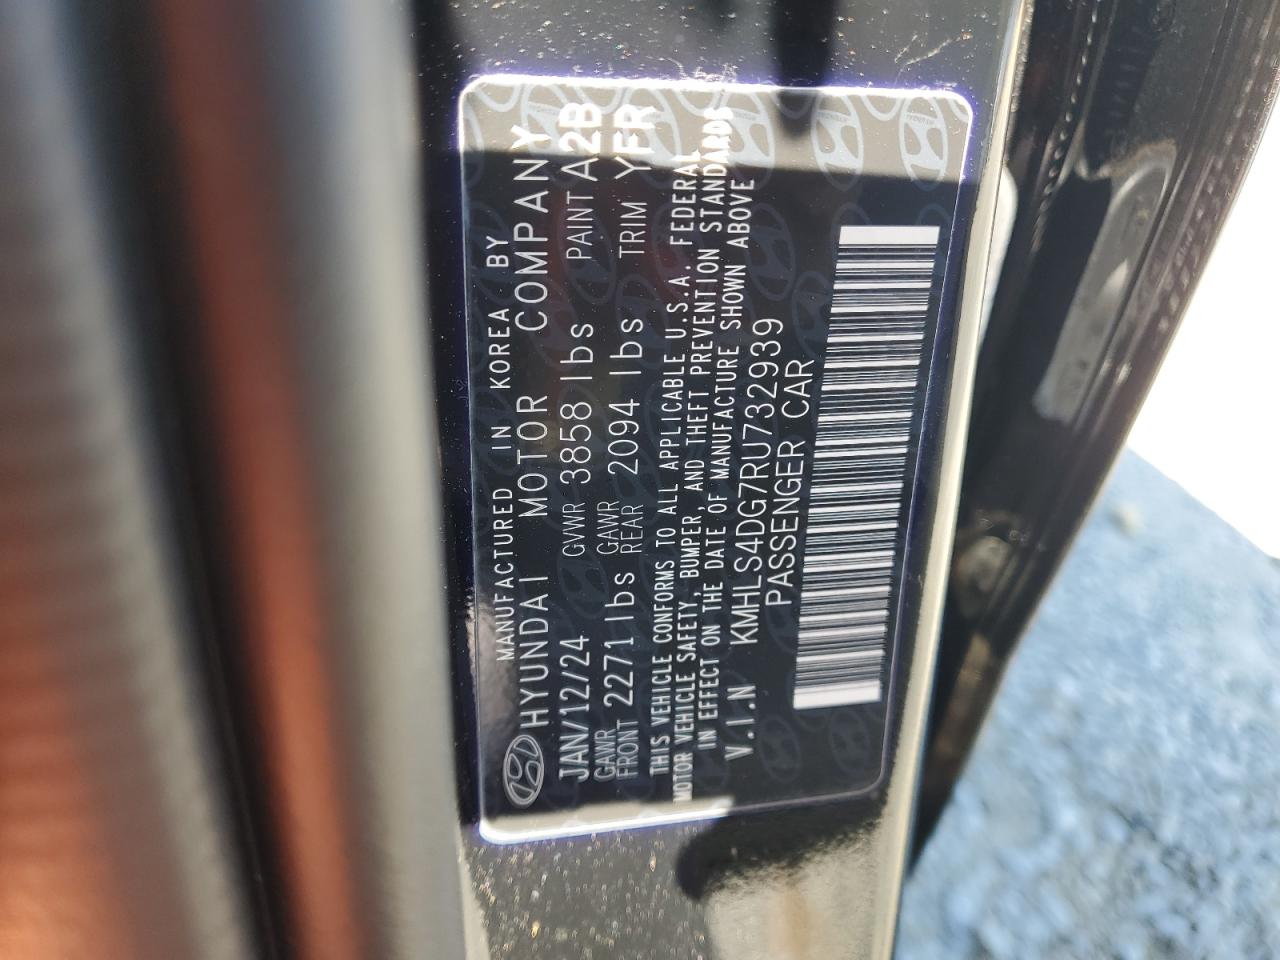 MANUFACTURED IN KOREA BY
HYUNDAI MOTOR COMPANY
JAN/12/24 GVWR 3858 lbs PAINT A2B
GAWR FRONT 2271 lbs GAWR REAR 2094 lbs TRIM YFR
THIS VEHICLE CONFORMS TO ALL APPLICABLE U.S.A. FEDERAL
MOTOR VEHICLE SAFETY, BUMPER, AND THEFT PREVENTION STANDARDS
IN EFFECT ON THE DATE OF MANUFACTURE SHOWN ABOVE
V.I.N KMHLS4DG7RU732939
PASSENGER CAR